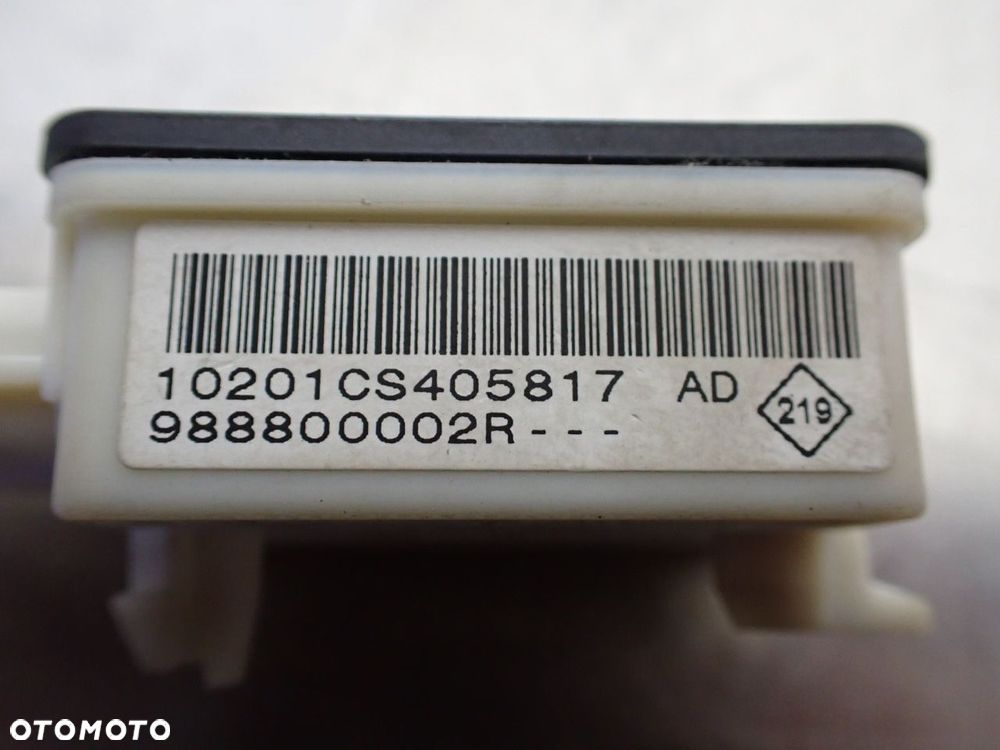 10201CS405817 AD 219
988800002R---
OTOMOTO